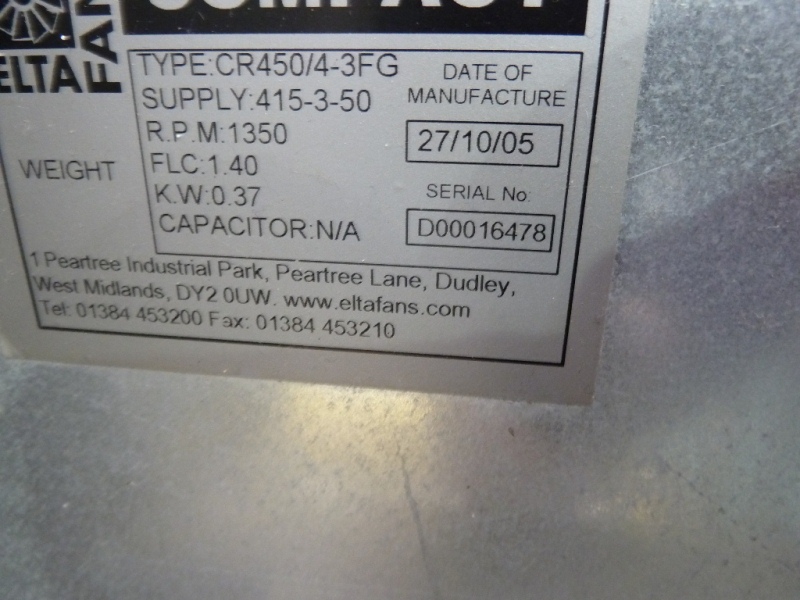 ELTA
FAN
COMPACT
TYPE:CR450/4-3FG
SUPPLY:415-3-50
R.P.M:1350
FLC:1.40
K.W:0.37
CAPACITOR:N/A
WEIGHT
DATE OF
MANUFACTURE
27/10/05
SERIAL No:
D00016478
1 Peartree Industrial Park, Peartree Lane, Dudley,
West Midlands, DY2 0UW. www.eltafans.com
Tel: 01384 453200 Fax: 01384 453210